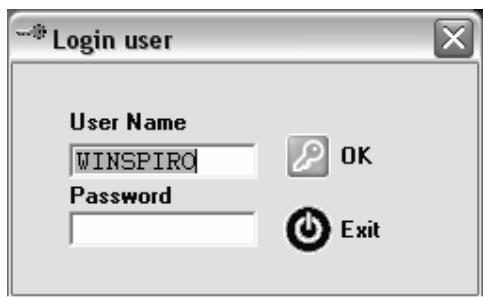 Login user
User Name
WINSPIRO
OK
Password
Exit